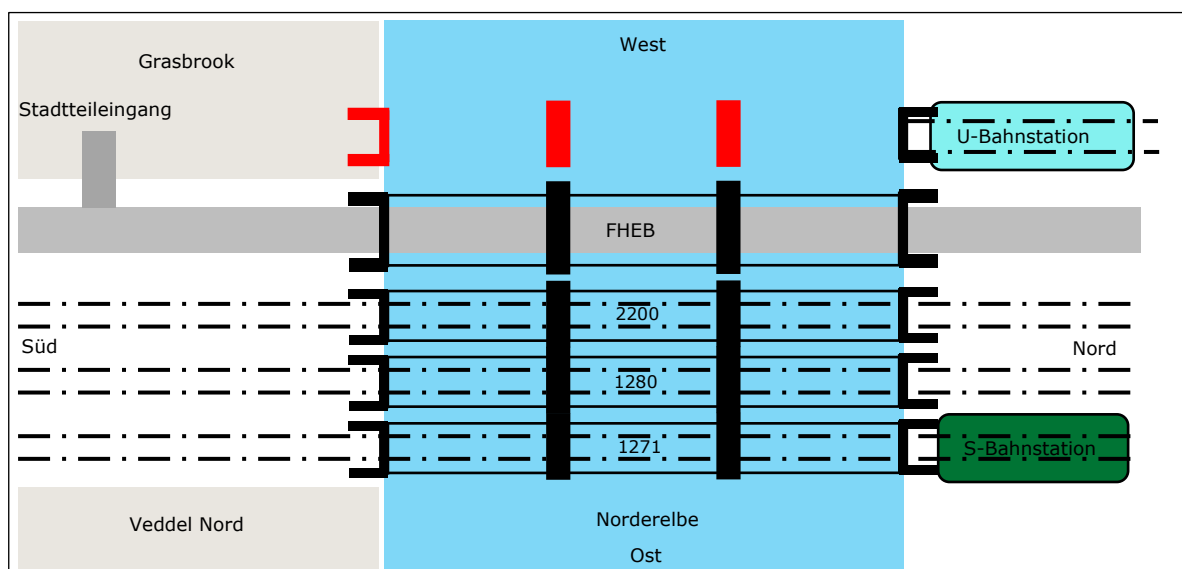 West
Grasbrook
Stadtteileingang
U-Bahnstation
FHEB
2200
Süd
Nord
1280
1271
S-Bahnstation
Norderelbe
Veddel Nord
Ost